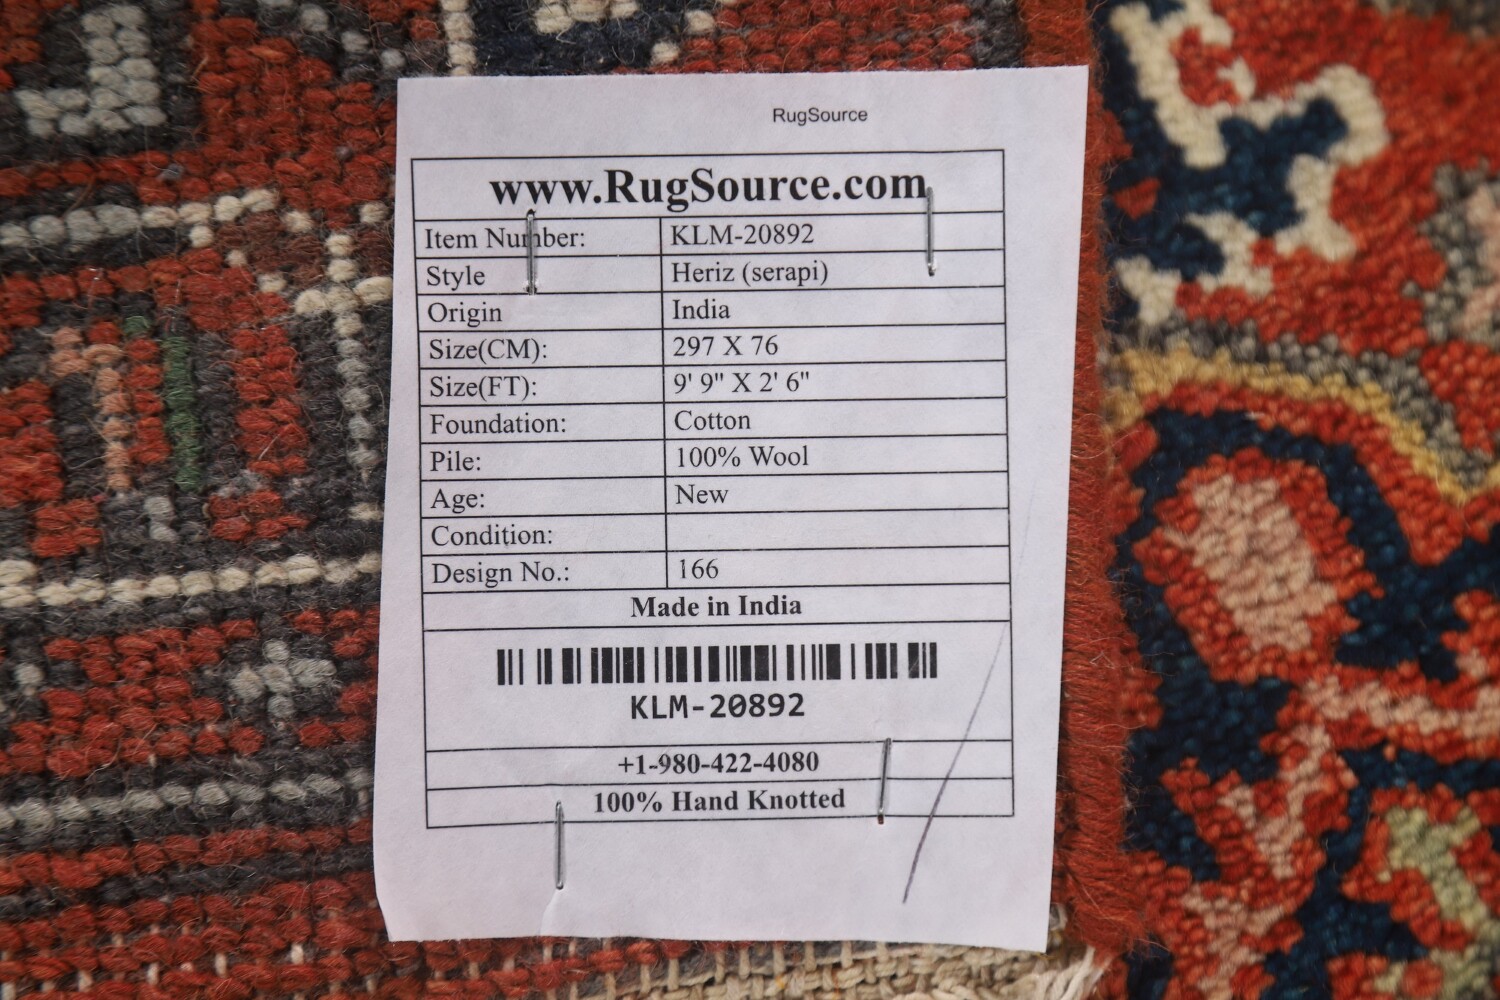 RugSource
www.RugSource.com
Item Number: KLM-20892
Style Heriz (serapi)
Origin India
Size(CM): 297 X 76
Size(FT): 9' 9" X 2' 6"
Foundation: Cotton
Pile: 100% Wool
Age: New
Condition:
Design No.: 166
Made in India
KLM-20892
+1-980-422-4080
100% Hand Knotted